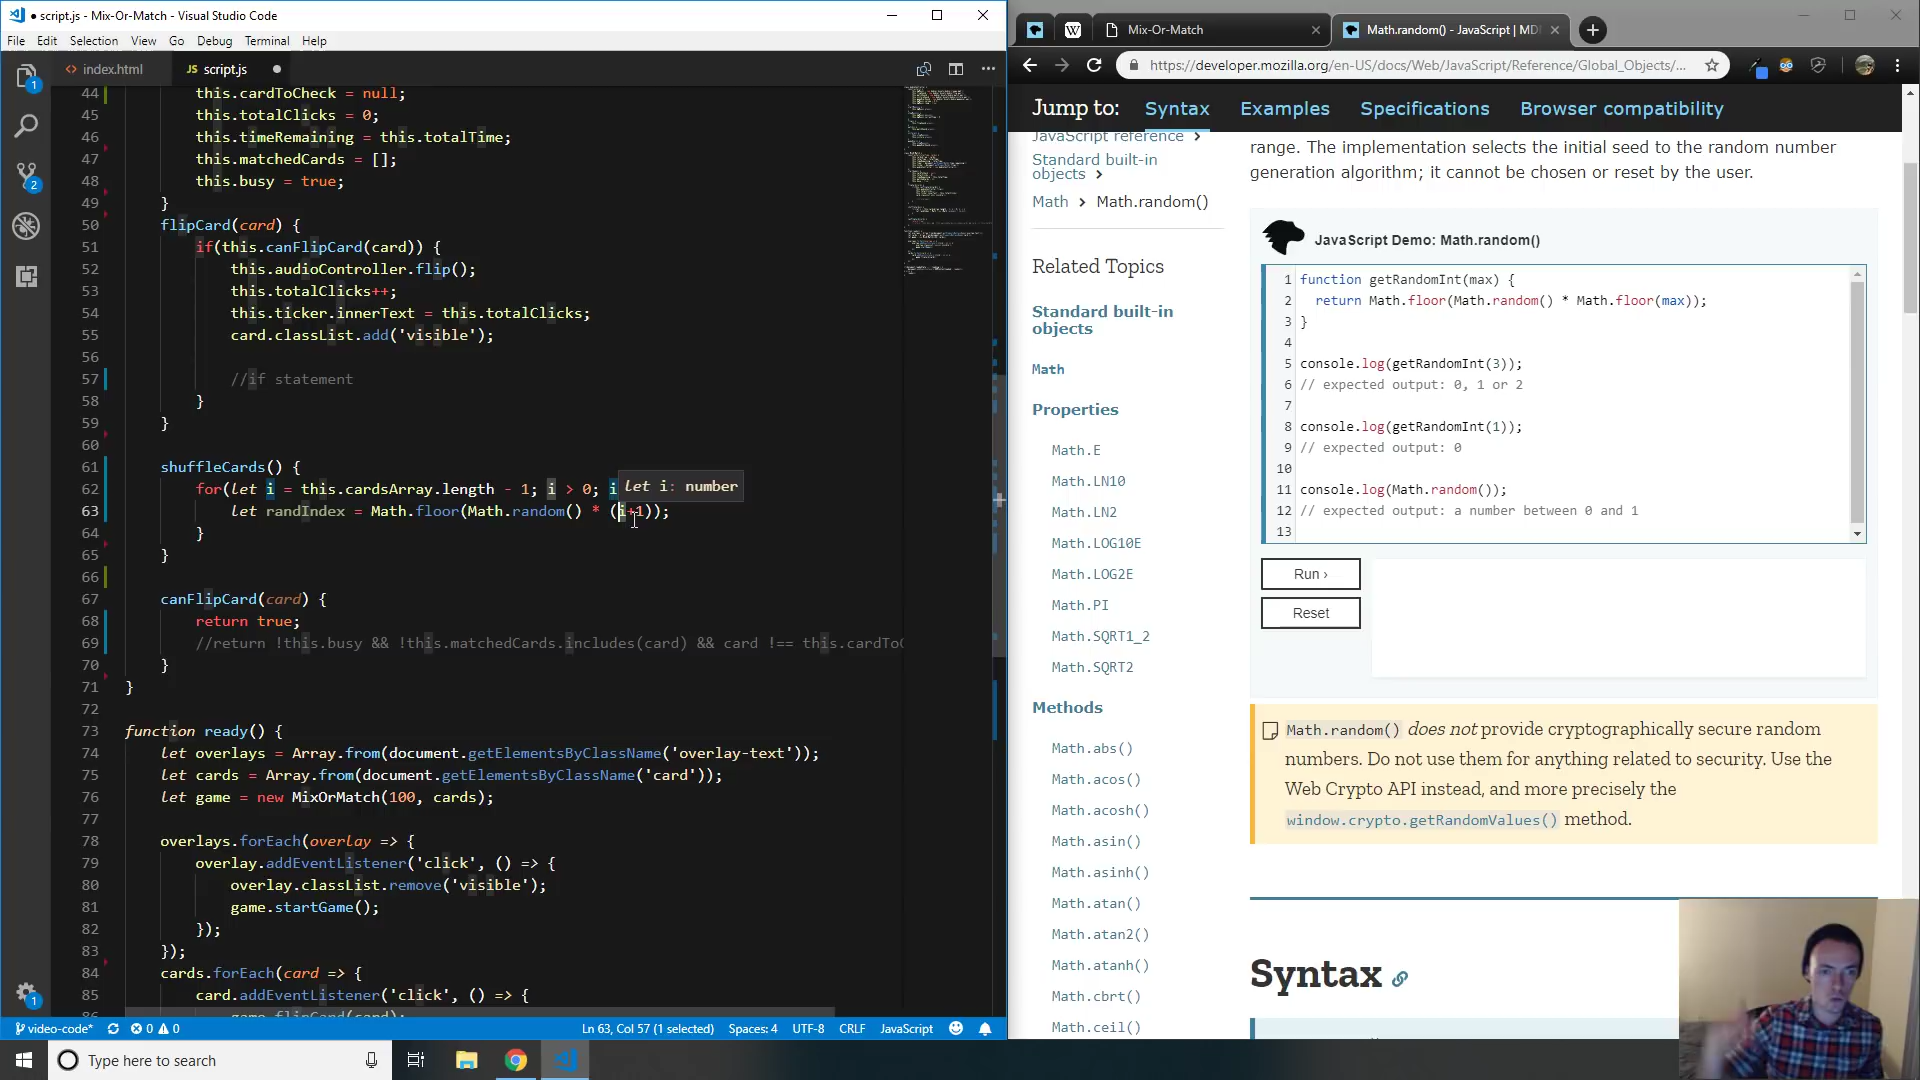 script.js - Mix-Or-Match - Visual Studio Code
File Edit Selection View Go Debug Terminal Help
index.html
JS script.js
44 this.cardToCheck = null;
45 this.totalClicks = 0;
46 this.timeRemaining = this.totalTime;
47 this.matchedCards = [];
48 this.busy = true;
49 }
50 flipCard(card) {
51 if(this.canFlipCard(card)) {
52 this.audioController.flip();
53 this.totalClicks++;
54 this.ticker.innerText = this.totalClicks;
55 card.classList.add('visible');
56
57 //if statement
58 }
59 }
60
61 shuffleCards() {
62 for(let i = this.cardsArray.length - 1; i > 0; i
let i: number
63 let randIndex = Math.floor(Math.random() * (i+1));
64 }
65 }
66
67 canFlipCard(card) {
68 return true;
69 //return !this.busy && !this.matchedCards.includes(card) && card !== this.cardToC
70 }
71 }
72
73 function ready() {
74 let overlays = Array.from(document.getElementsByClassName('overlay-text'));
75 let cards = Array.from(document.getElementsByClassName('card'));
76 let game = new MixOrMatch(100, cards);
77
78 overlays.forEach(overlay => {
79 overlay.addEventListener('click', () => {
80 overlay.classList.remove('visible');
81 game.startGame();
82 });
83 });
84 cards.forEach(card => {
85 card.addEventListener('click', () => {
86 game.flipCard(card);
1
2
1
video-code* 0 0 Ln 63, Col 57 (1 selected) Spaces: 4 UTF-8 CRLF JavaScript
Type here to search
W
Mix-Or-Match
Math.random() - JavaScript | MD
https://developer.mozilla.org/en-US/docs/Web/JavaScript/Reference/Global_Objects/...
Jump to: Syntax Examples Specifications Browser compatibility
JavaScript reference
Standard built-in
objects
Math Math.random()
Related Topics
Standard built-in
objects
Math
Properties
Math.E
Math.LN10
Math.LN2
Math.LOG10E
Math.LOG2E
Math.PI
Math.SQRT1_2
Math.SQRT2
Methods
Math.abs()
Math.acos()
Math.acosh()
Math.asin()
Math.asinh()
Math.atan()
Math.atan2()
Math.atanh()
Math.cbrt()
Math.ceil()
range. The implementation selects the initial seed to the random number
generation algorithm; it cannot be chosen or reset by the user.
JavaScript Demo: Math.random()
1 function getRandomInt(max) {
2 return Math.floor(Math.random() * Math.floor(max));
3 }
4
5 console.log(getRandomInt(3));
6 // expected output: 0, 1 or 2
7
8 console.log(getRandomInt(1));
9 // expected output: 0
10
11 console.log(Math.random());
12 // expected output: a number between 0 and 1
13
Run ›
Reset
Math.random() does not provide cryptographically secure random
numbers. Do not use them for anything related to security. Use the
Web Crypto API instead, and more precisely the
window.crypto.getRandomValues() method.
Syntax